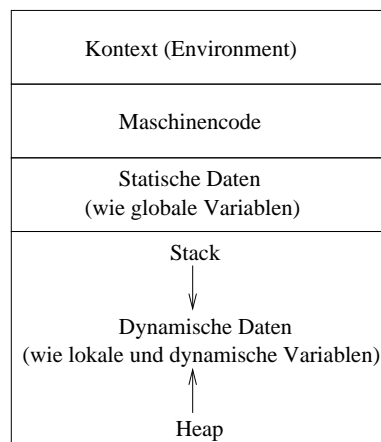 Kontext (Environment)
Maschinencode
Statische Daten
(wie globale Variablen)
Stack
Dynamische Daten
(wie lokale und dynamische Variablen)
Heap